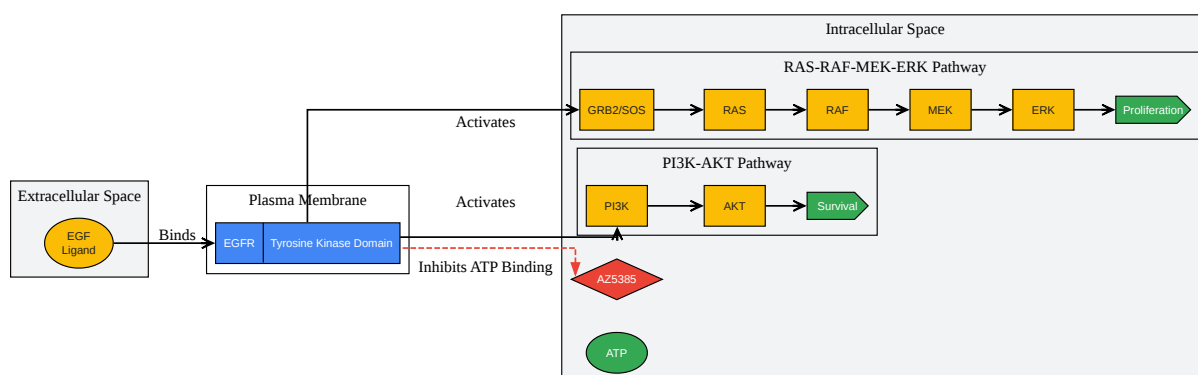 Intracellular Space
RAS-RAF-MEK-ERK Pathway
GRB2/SOS
RAS
RAF
MEK
ERK
Proliferation
Activates
PI3K-AKT Pathway
PI3K
AKT
Survival
Activates
Extracellular Space
EGF
Ligand
Binds
Plasma Membrane
EGFR
Tyrosine Kinase Domain
Inhibits ATP Binding
AZ5385
ATP